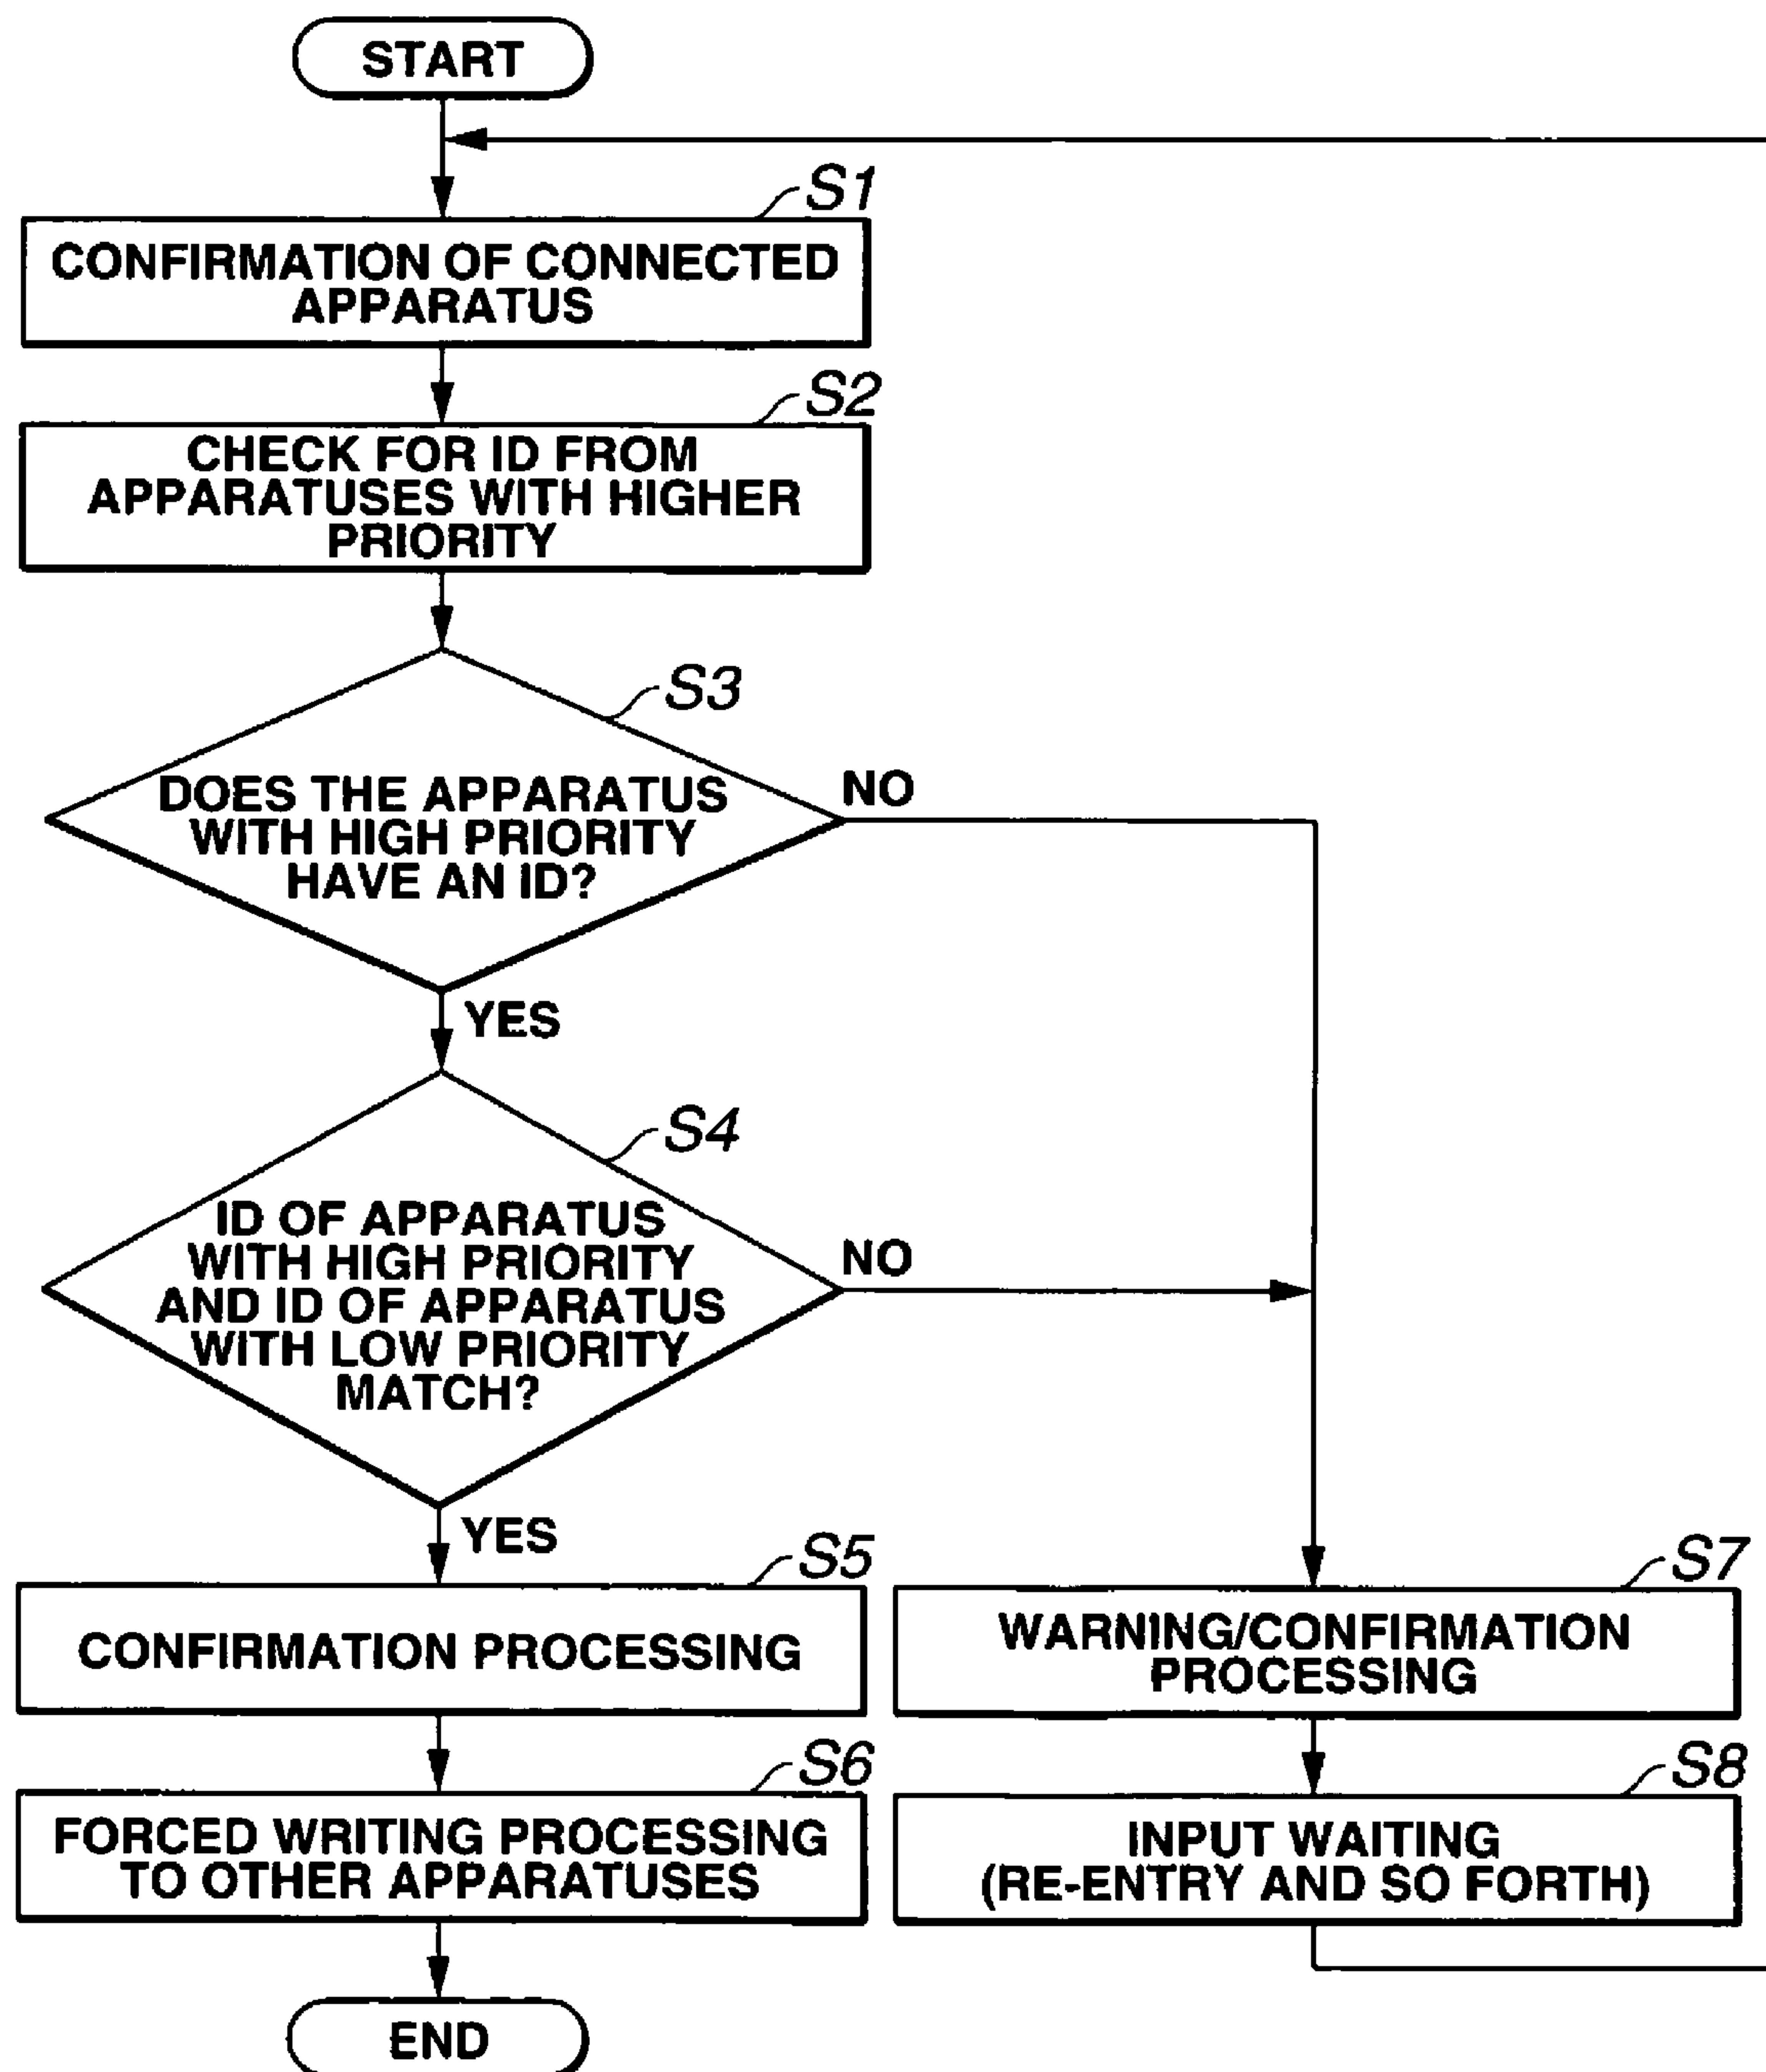 START
S1
CONFIRMATION OF CONNECTED
APPARATUS
S2
CHECK FOR ID FROM
APPARATUSES WITH HIGHER
PRIORITY
S3
DOES THE APPARATUS
WITH HIGH PRIORITY
HAVE AN ID?
NO
YES
S4
ID OF APPARATUS
WITH HIGH PRIORITY
AND ID OF APPARATUS
WITH LOW PRIORITY
MATCH?
NO
YES
S5
CONFIRMATION PROCESSING
S6
FORCED WRITING PROCESSING
TO OTHER APPARATUSES
END
S7
WARNING/CONFIRMATION
PROCESSING
S8
INPUT WAITING
(RE-ENTRY AND SO FORTH)